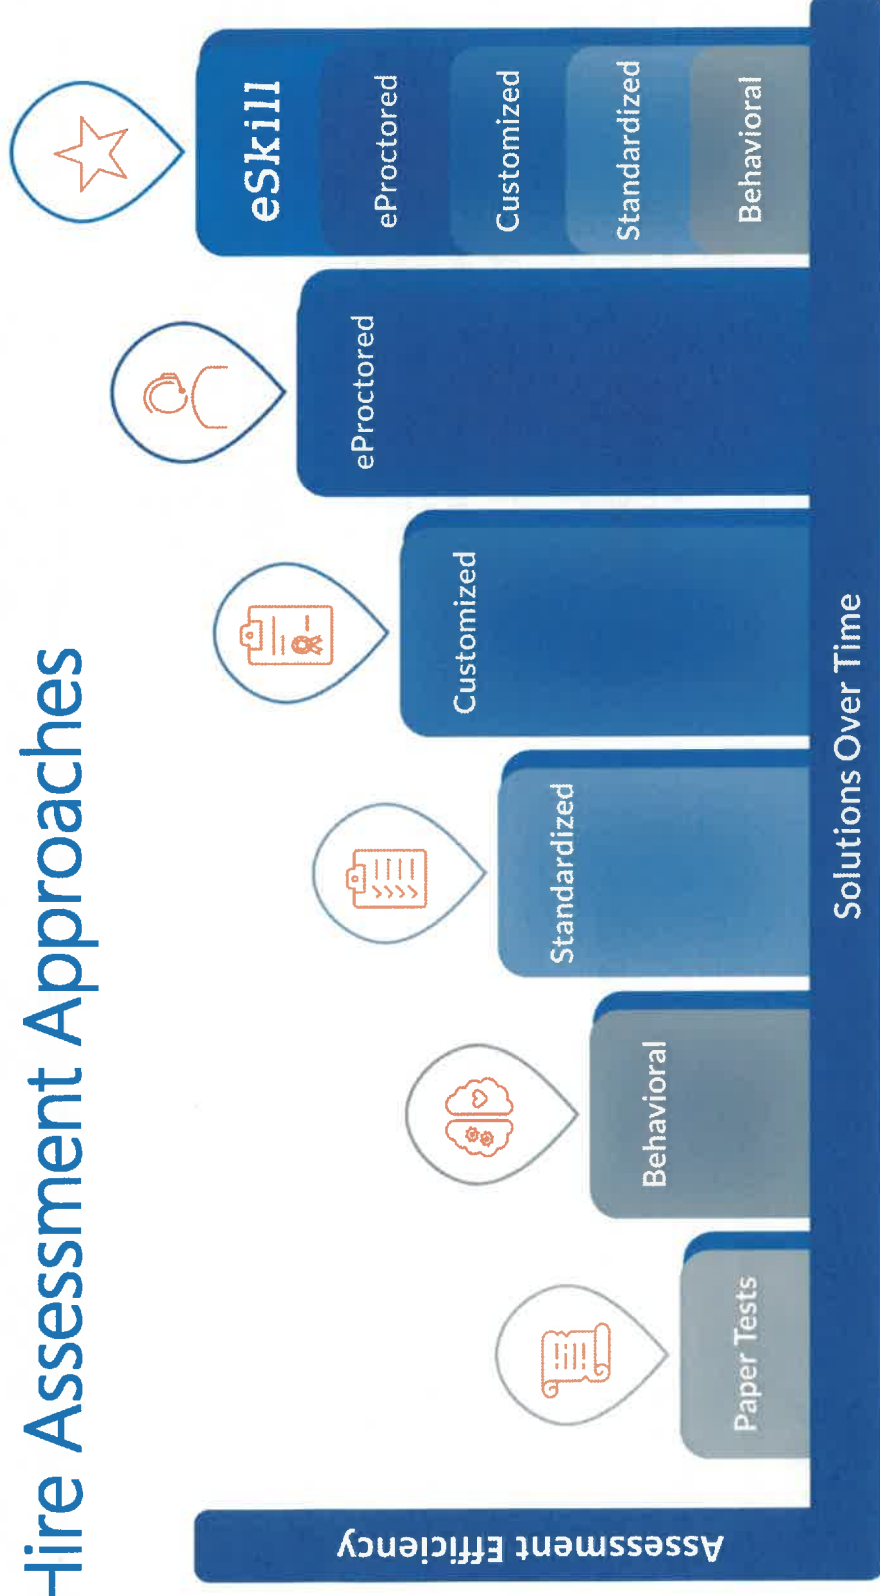 Hire Assessment Approaches
Assessment Efficiency
Paper Tests
Behavioral
Standardized
Customized
eProctored
eSkill
eProctored
Customized
Standardized
Behavioral
Solutions Over Time